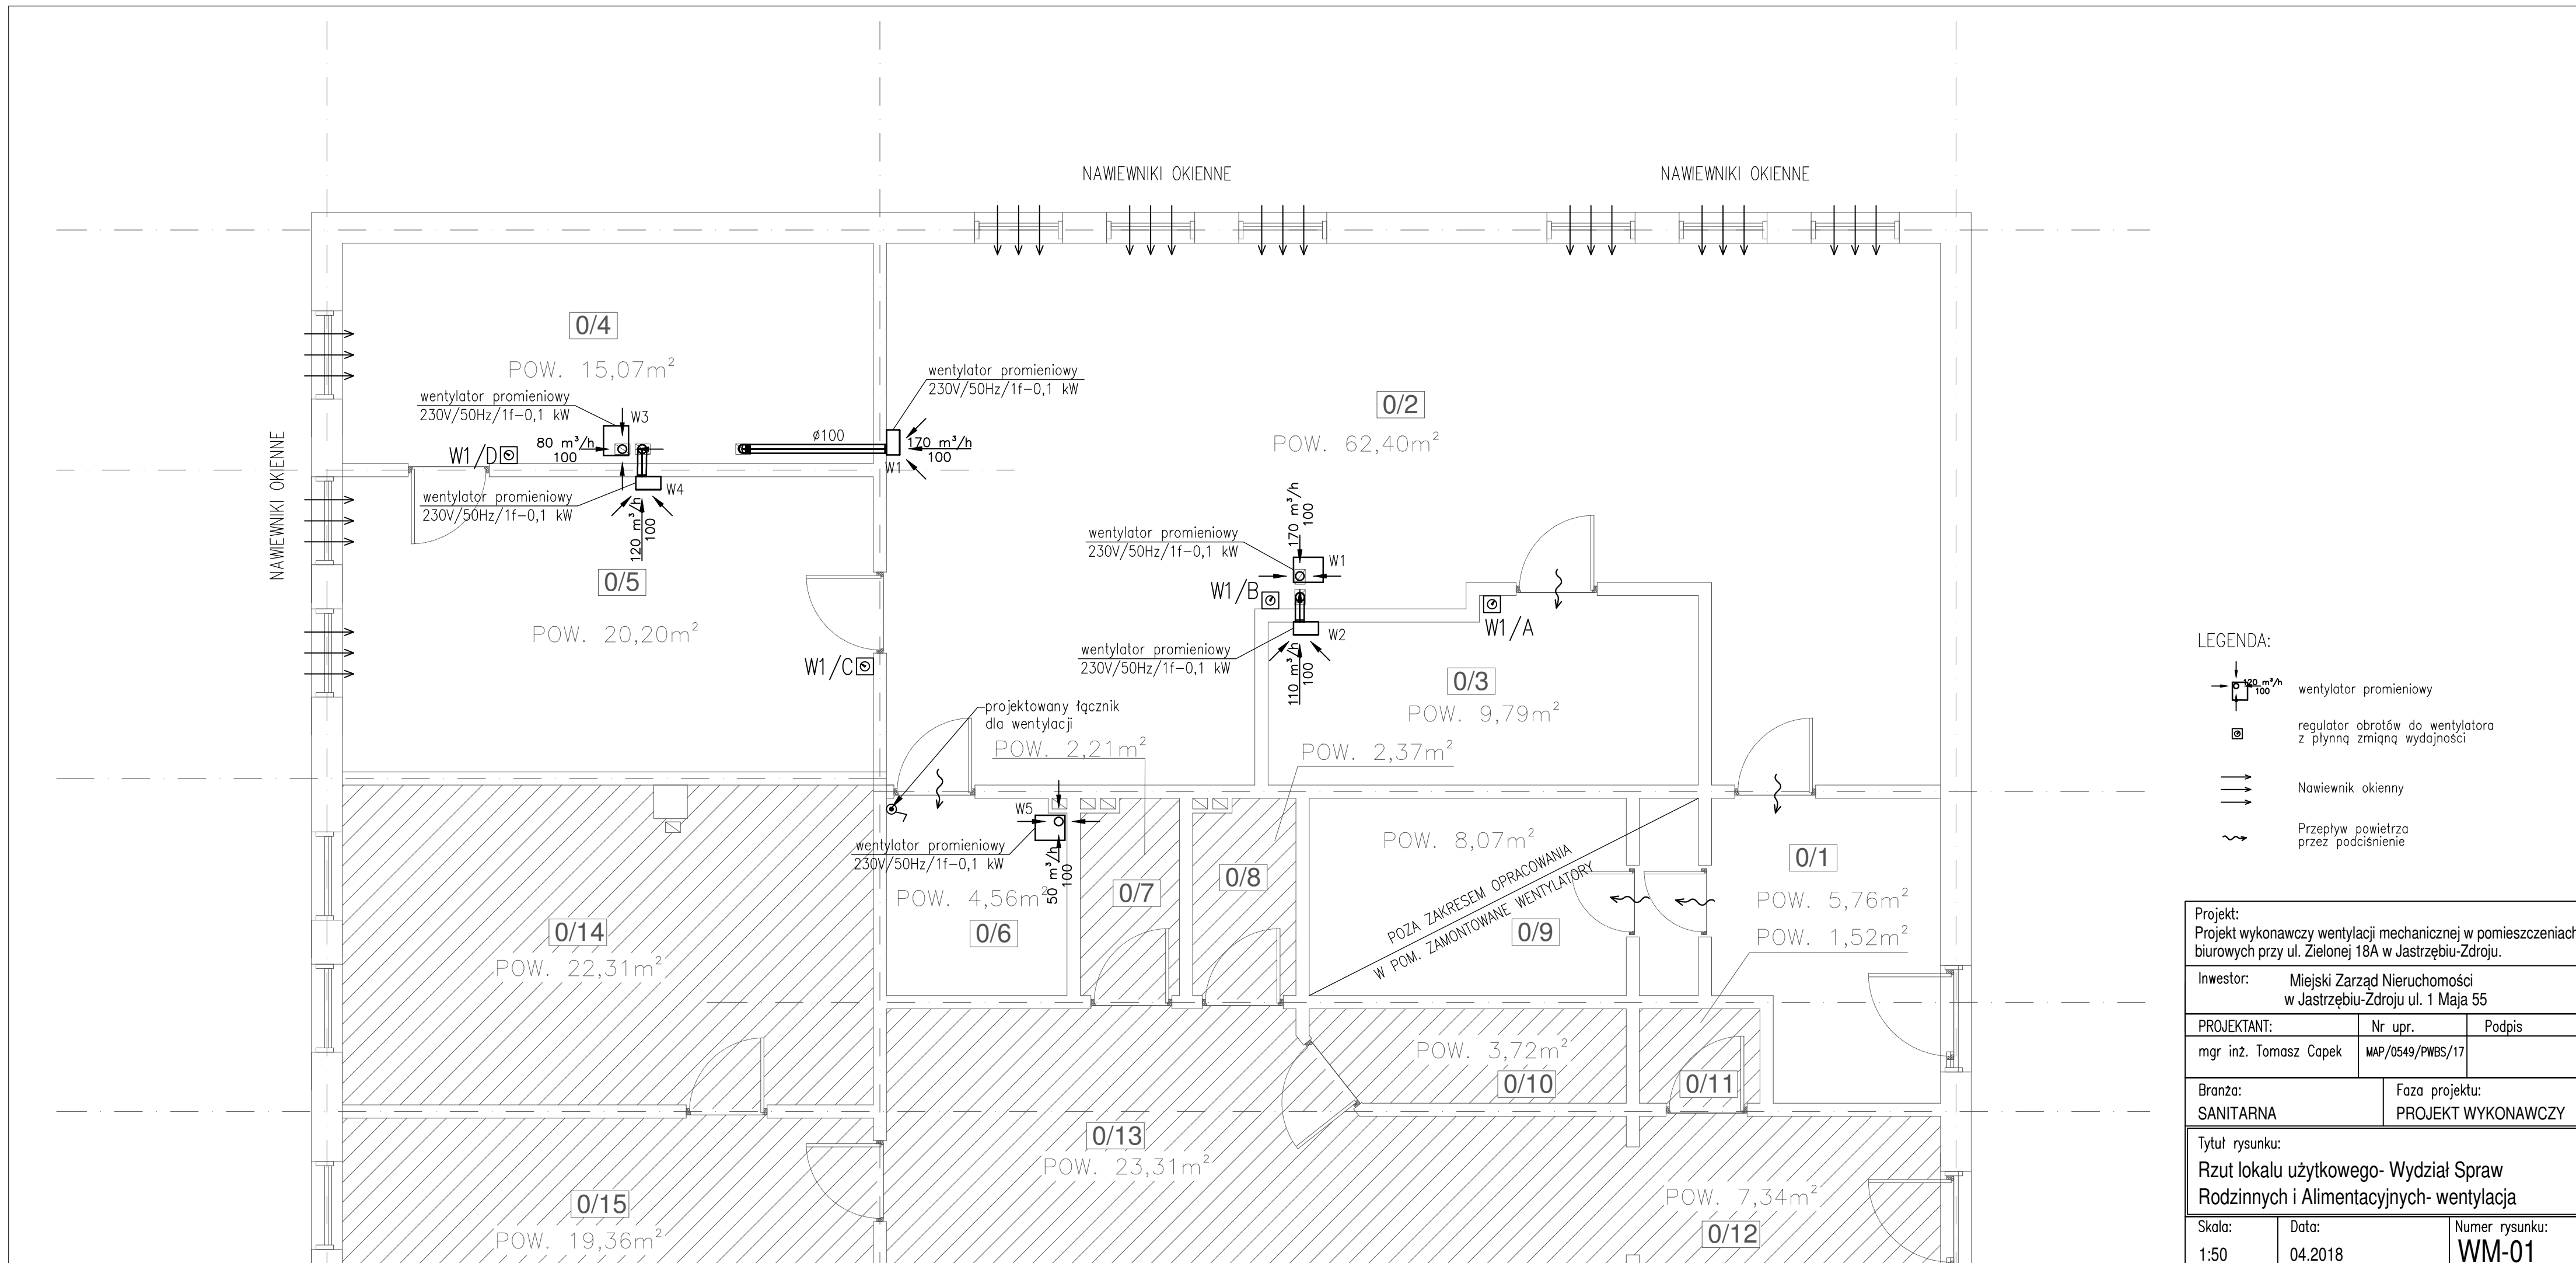 NAWIEWNIKI OKIENNE
NAWIEWNIKI OKIENNE
NAWIEWNIKI OKIENNE
0/4
POW. 15,07m²
wentylator promieniowy
230V/50Hz/1f-0,1 kW
W3
80 m³/h
100
W1/D
wentylator promieniowy
230V/50Hz/1f-0,1 kW
W4
120 m³/h
100
ø100
wentylator promieniowy
230V/50Hz/1f-0,1 kW
170 m³/h
100
W1
0/2
POW. 62,40m²
0/5
POW. 20,20m²
W1/C
wentylator promieniowy
230V/50Hz/1f-0,1 kW
170 m³/h
100
W1
W1/B
W1/A
wentylator promieniowy
230V/50Hz/1f-0,1 kW
W2
110 m³/h
100
0/3
POW. 9,79m²
projektowany łącznik
dla wentylacji
POW. 2,21m²
POW. 2,37m²
W5
wentylator promieniowy
230V/50Hz/1f-0,1 kW
50 m³/h
100
POW. 4,56m²
0/6
0/7
0/8
POW. 8,07m²
POZA ZAKRESEM OPRACOWANIA
W POM. ZAMONTOWANE WENTYLATORY
0/9
0/1
POW. 5,76m²
POW. 1,52m²
0/14
POW. 22,31m²
POW. 3,72m²
0/10
0/11
0/13
POW. 23,31m²
0/15
POW. 19,36m²
POW. 7,34m²
0/12
LEGENDA:
120 m³/h
100
wentylator promieniowy
regulator obrotów do wentylatora
z płynną zmianą wydajności
Nawiewnik okienny
Przepływ powietrza
przez podciśnienie
Projekt:
Projekt wykonawczy wentylacji mechanicznej w pomieszczeniach
biurowych przy ul. Zielonej 18A w Jastrzębiu-Zdroju.
Inwestor: Miejski Zarząd Nieruchomości
w Jastrzębiu-Zdroju ul. 1 Maja 55
PROJEKTANT: Nr upr. Podpis
mgr inż. Tomasz Capek MAP/0549/PWBS/17
Branża: Faza projektu:
SANITARNA PROJEKT WYKONAWCZY
Tytuł rysunku:
Rzut lokalu użytkowego- Wydział Spraw
Rodzinnych i Alimentacyjnych- wentylacja
Skala: Data: Numer rysunku:
1:50 04.2018 WM-01